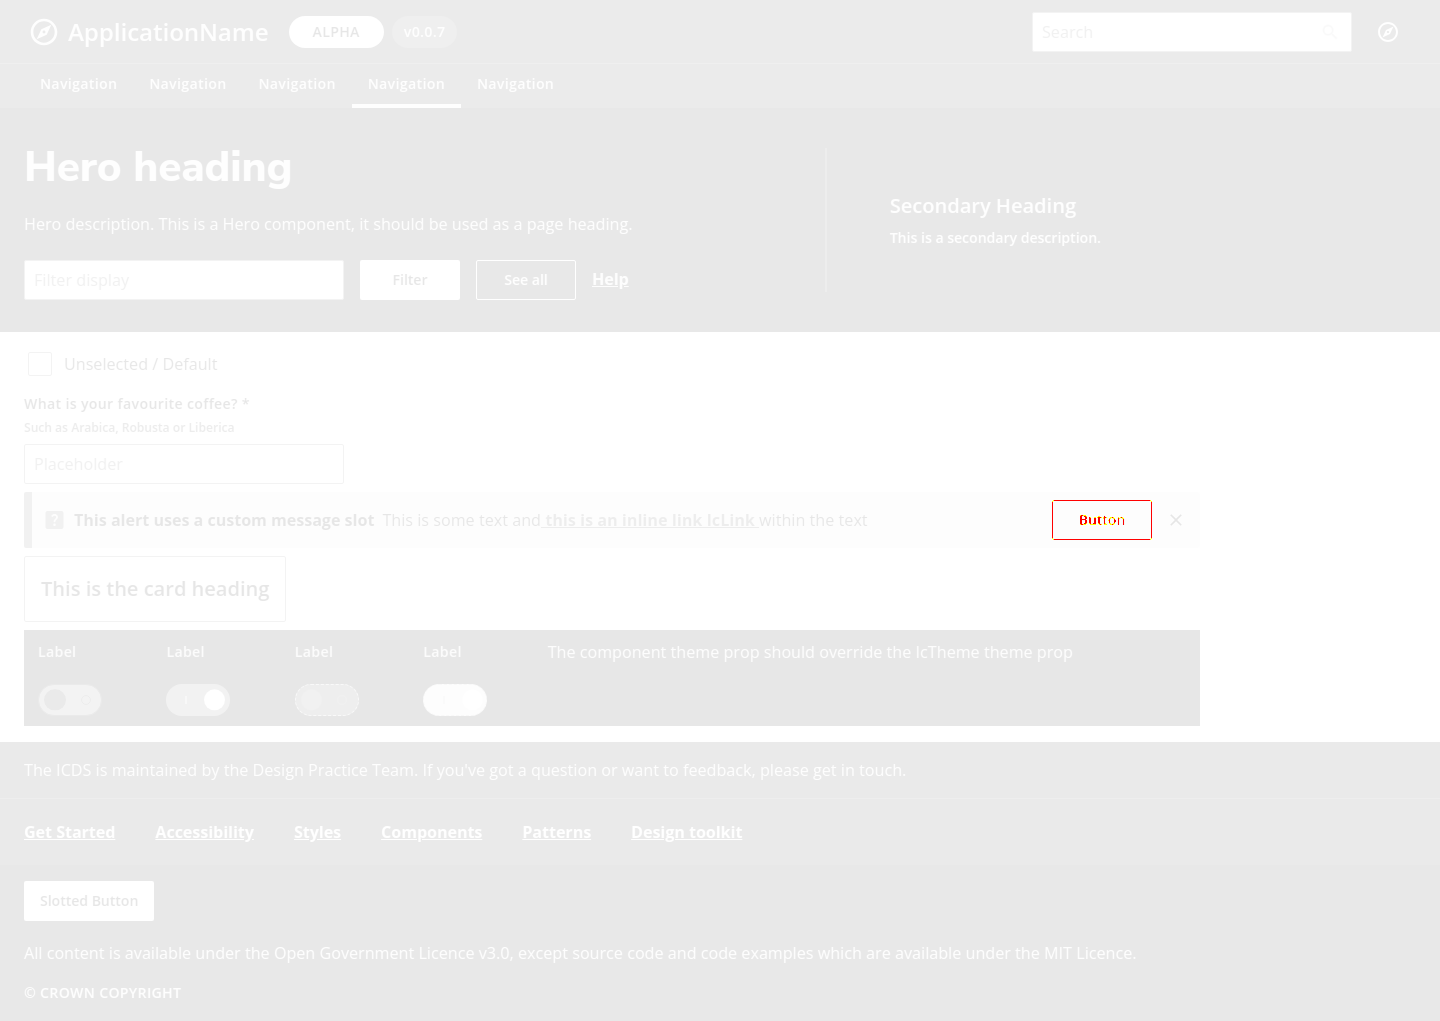 ApplicationName ALPHA v0.0.7 Search
Navigation Navigation Navigation Navigation Navigation
Hero heading
Secondary Heading
Hero description. This is a Hero component, it should be used as a page heading.
This is a secondary description.
Filter display Filter See all Help
Unselected / Default
What is your favourite coffee? *
Such as Arabica, Robusta or Liberica
Placeholder
This alert uses a custom message slot This is some text and this is an inline link IcLink within the text Button
This is the card heading
Label Label Label Label The component theme prop should override the IcTheme theme prop
The ICDS is maintained by the Design Practice Team. If you've got a question or want to feedback, please get in touch.
Get Started Accessibility Styles Components Patterns Design toolkit
Slotted Button
All content is available under the Open Government Licence v3.0, except source code and code examples which are available under the MIT Licence.
© CROWN COPYRIGHT